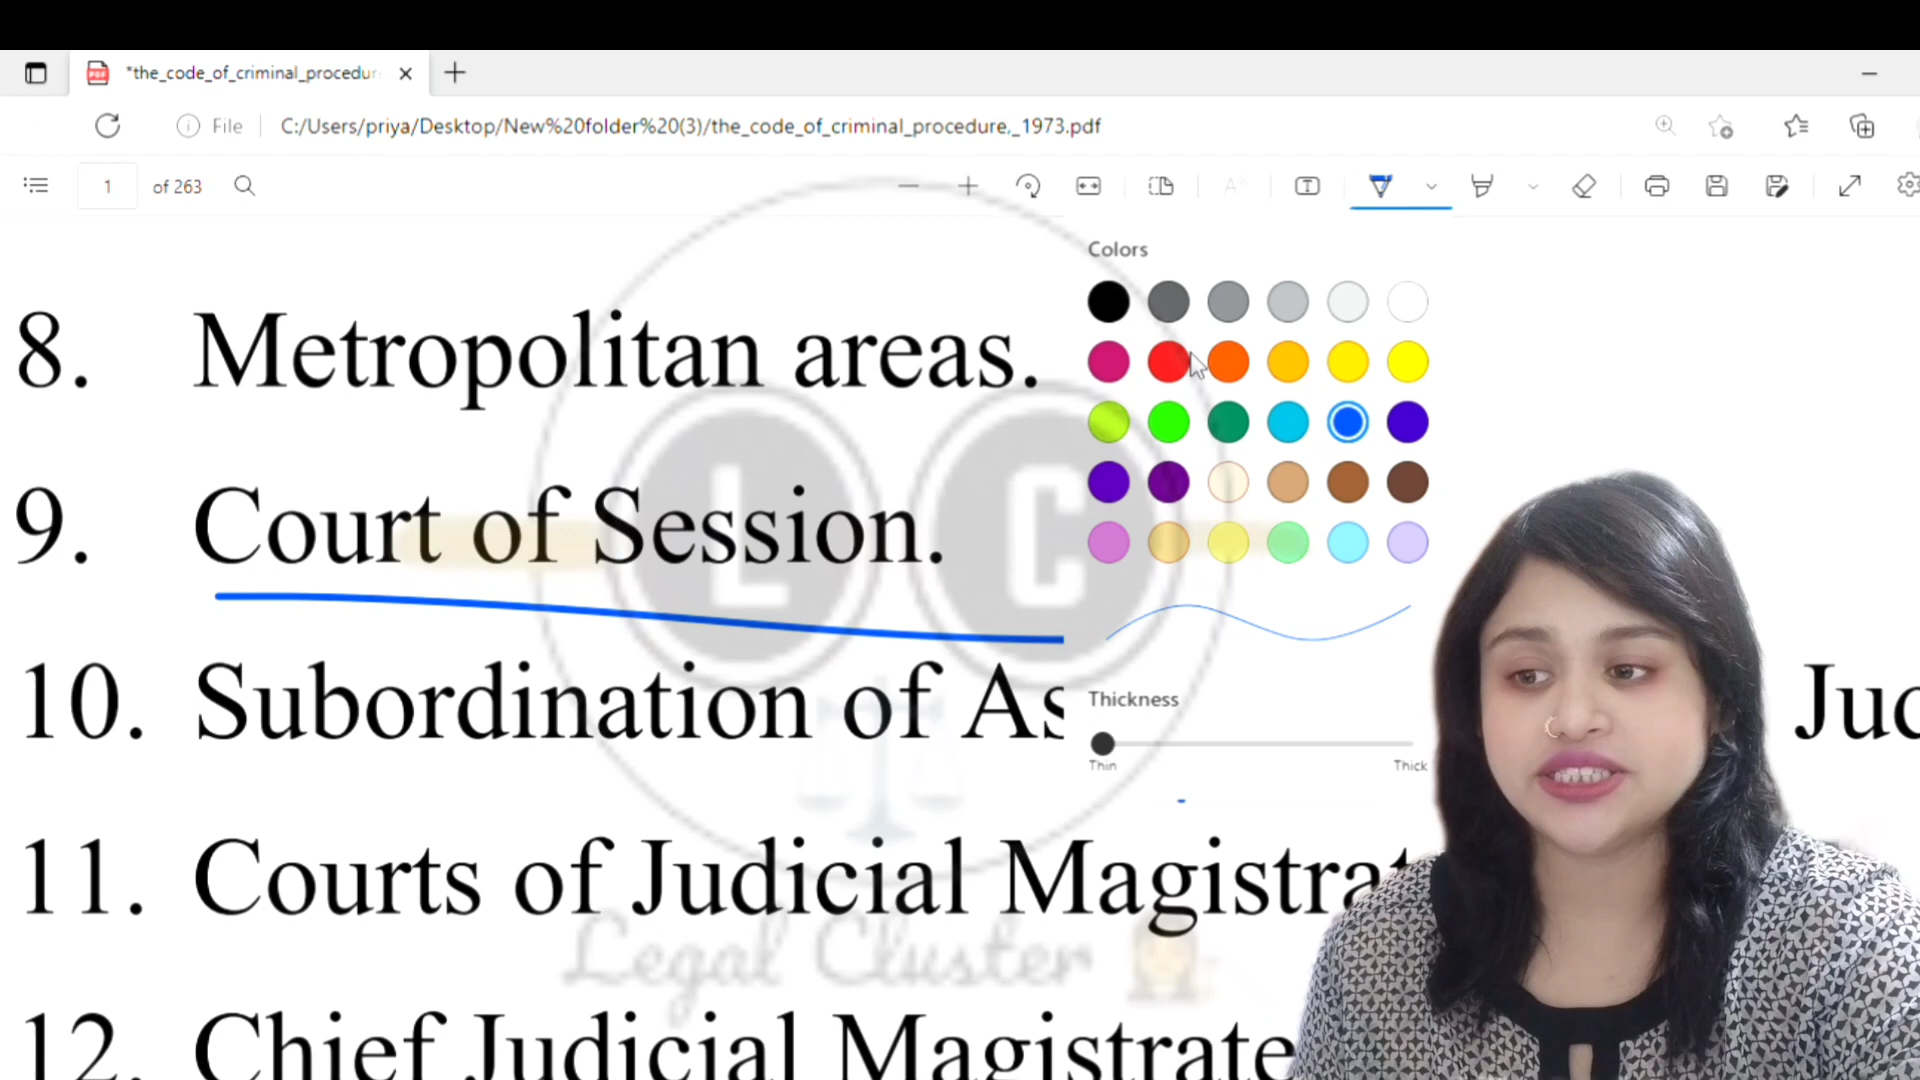 *the_code_of_criminal_procedur
File
C:/Users/priya/Desktop/New%20folder%20(3)/the_code_of_criminal_procedure,_1973.pdf
1 of 263
Colors
8. Metropolitan areas.
9. Court of Session.
10. Subordination of As
Juc
Thickness
Thin
Thick
11. Courts of Judicial Magistrat
12. Chief Judicial Magistrate
L C
Legal Cluster